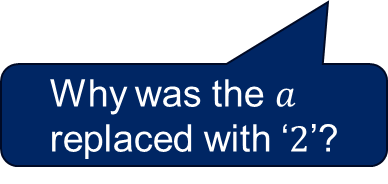 Why was the 𝑎
replaced with ‘2’?